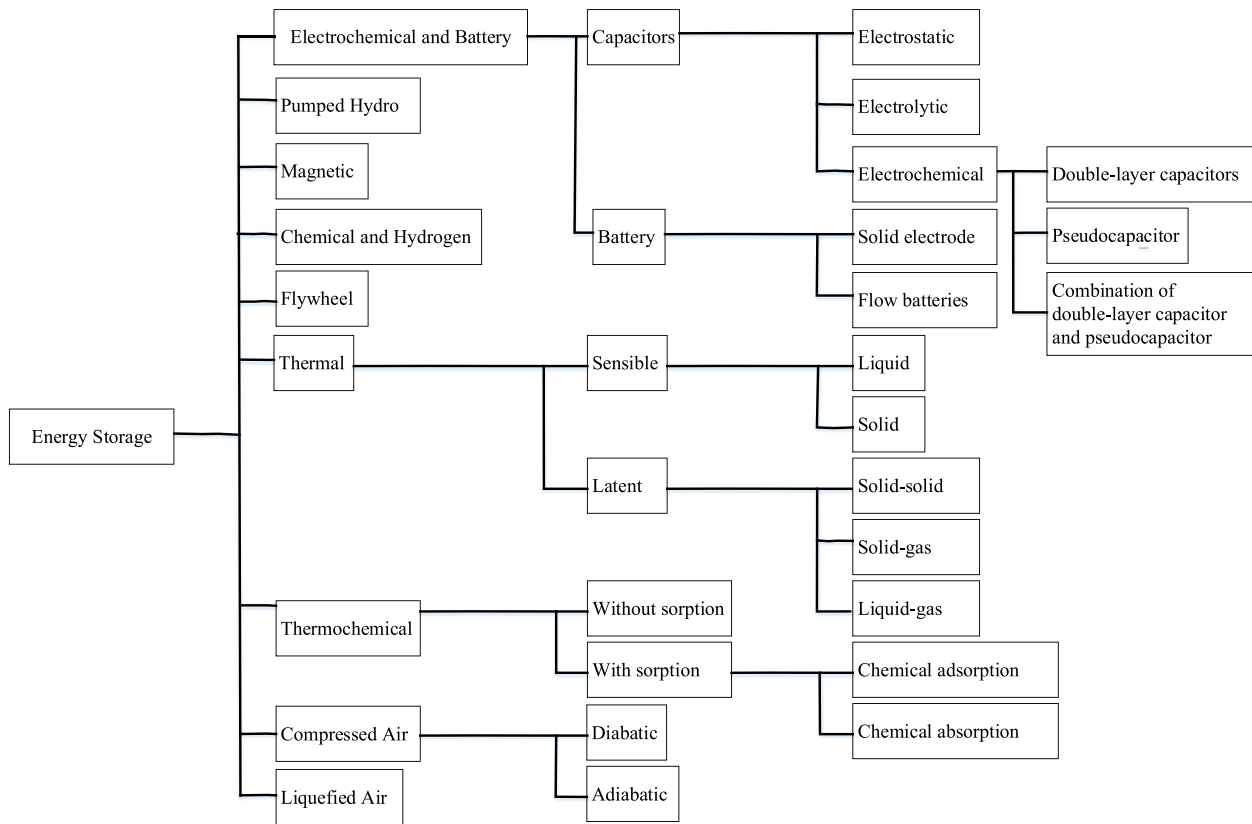 Electrochemical and Battery
Capacitors
Electrostatic
Pumped Hydro
Electrolytic
Magnetic
Electrochemical
Double-layer capacitors
Chemical and Hydrogen
Battery
Solid electrode
Pseudocapacitor
Flywheel
Flow batteries
Combination of
double-layer capacitor
and pseudocapacitor
Thermal
Sensible
Liquid
Solid
Energy Storage
Latent
Solid-solid
Solid-gas
Thermochemical
Without sorption
Liquid-gas
With sorption
Chemical adsorption
Compressed Air
Diabatic
Chemical absorption
Liquefied Air
Adiabatic